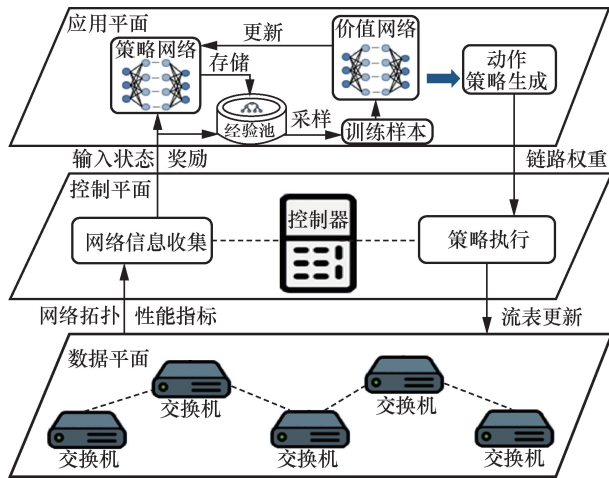 应用平面
策略网络
更新
价值网络
动作
策略生成
存储
经验池
采样
训练样本
输入状态
奖励
链路权重
控制平面
网络信息收集
控制器
策略执行
网络拓扑
性能指标
流表更新
数据平面
交换机
交换机
交换机
交换机
交换机